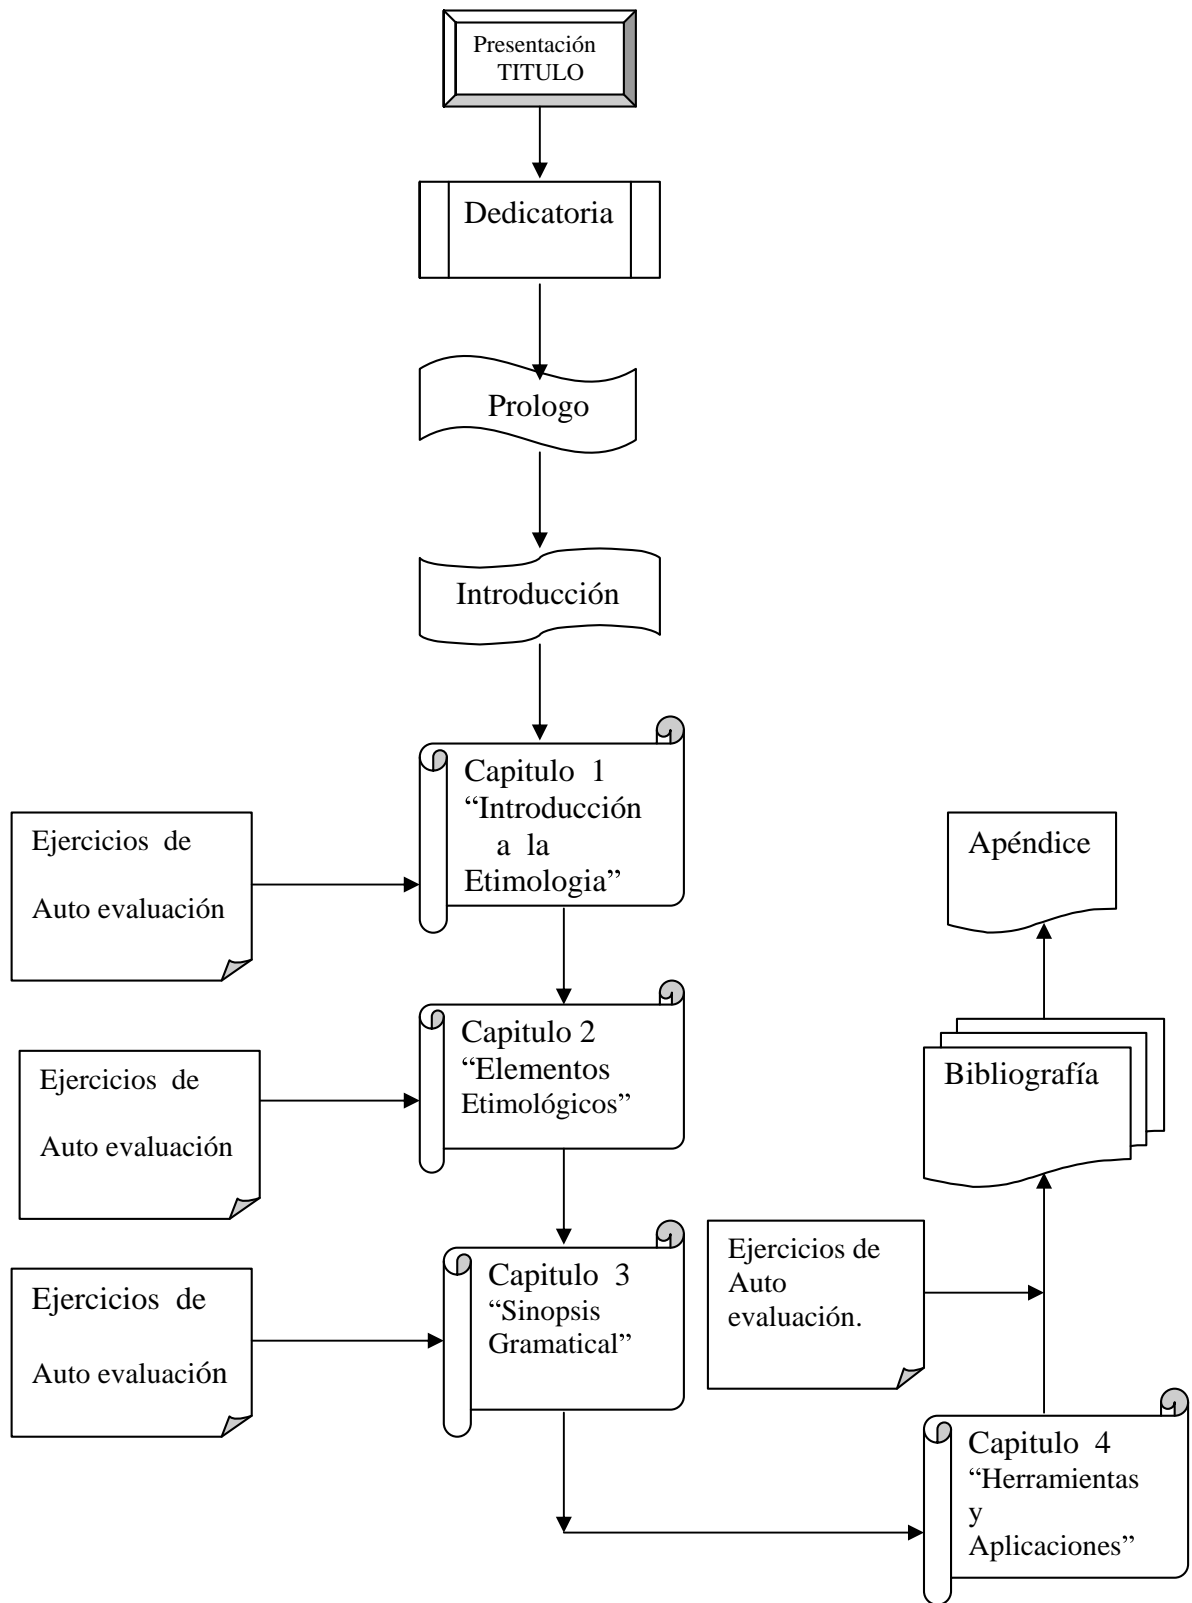 Presentación
TITULO
Dedicatoria
Prologo
Introducción
Capitulo 1
“Introducción
a la
Etimologia”
Ejercicios de
Auto evaluación
Capitulo 2
“Elementos
Etimológicos”
Ejercicios de
Auto evaluación
Capitulo 3
“Sinopsis
Gramatical”
Ejercicios de
Auto evaluación
Capitulo 4
“Herramientas
y
Aplicaciones”
Ejercicios de
Auto
evaluación.
Bibliografía
Apéndice